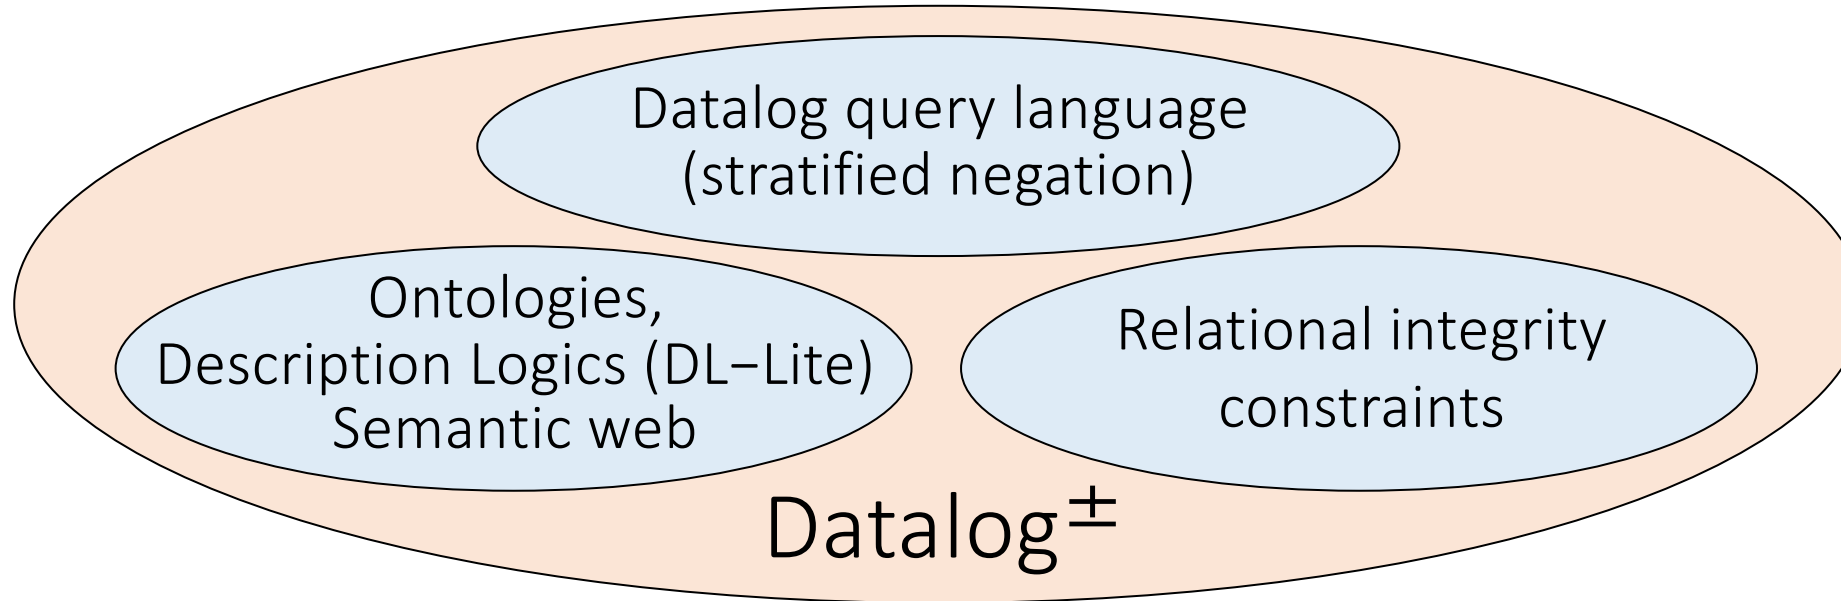 Datalog query language
(stratified negation)
Ontologies,
Description Logics (DL−Lite)
Semantic web
Relational integrity
constraints
Datalog±